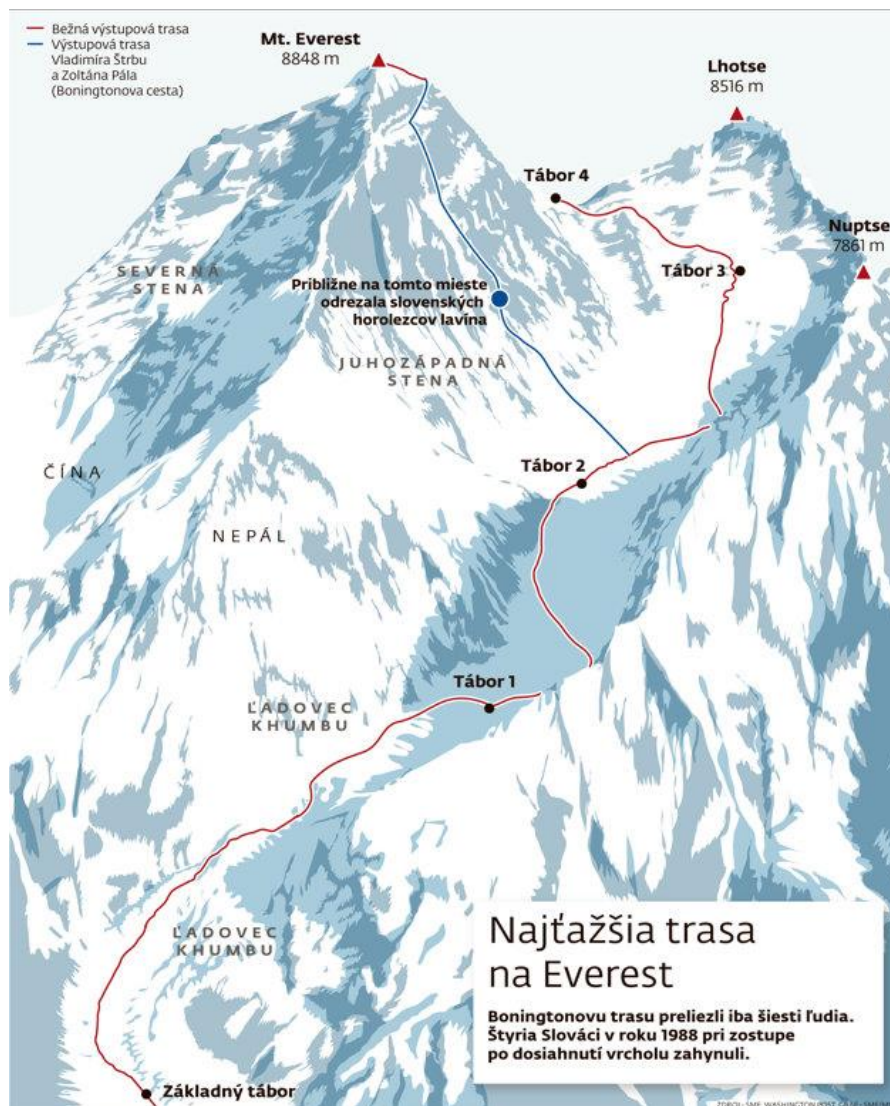 Bežná výstupová trasa
Výstupová trasa
Vladimíra Štrbu
a Zoltána Pála
(Boningtonova cesta)
Mt. Everest
8848 m
Lhotse
8516 m
Tábor 4
Nuptse
7861 m
Tábor 3
SEVERNÁ
STENA
Približne na tomto mieste
odrezala slovenských
horolezcov lavína
JUHOZÁPADNÁ
STENA
ČÍNA
Tábor 2
NEPÁL
Tábor 1
ĽADOVEC
KHUMBU
ĽADOVEC
KHUMBU
Najťažšia trasa
na Everest
Boningtonovu trasu preliezli iba šiesti ľudia.
Štyria Slováci v roku 1988 pri zostupe
po dosiahnutí vrcholu zahynuli.
Základný tábor